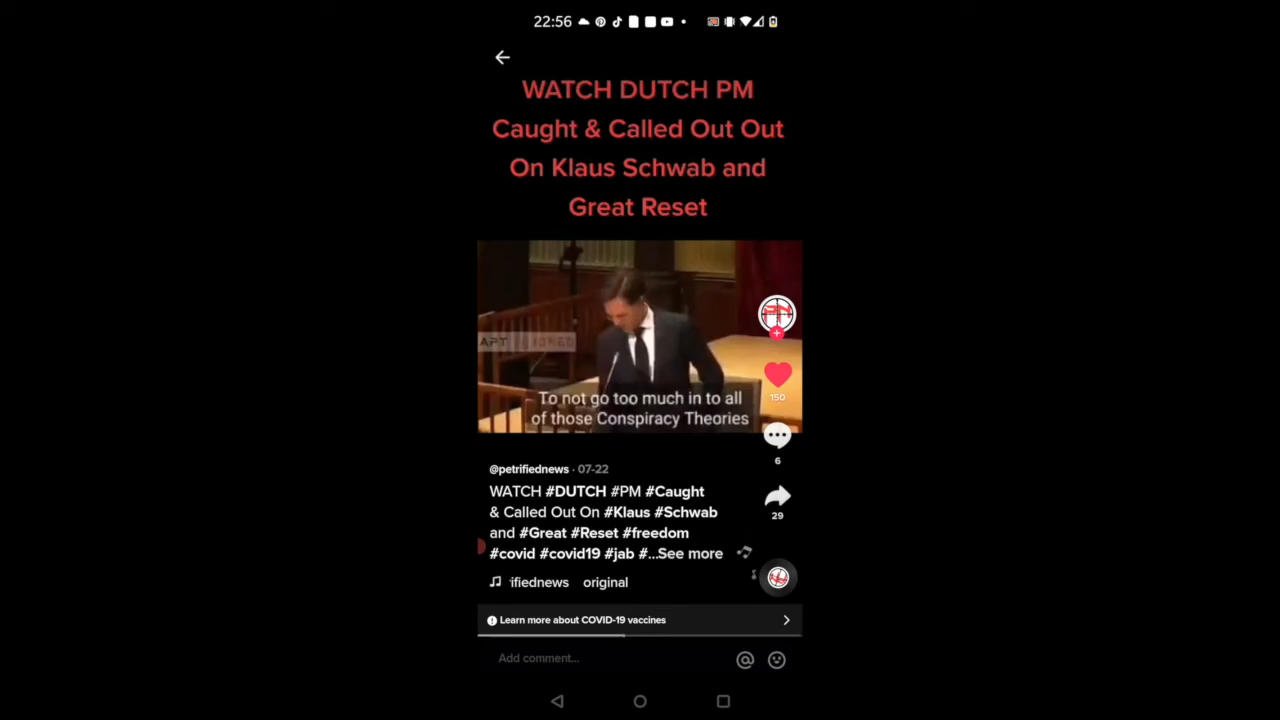 22:56
WATCH DUTCH PM
Caught & Called Out Out
On Klaus Schwab and
Great Reset
To not go too much in to all
of those Conspiracy Theories
150
6
29
@petrifiednews · 07-22
WATCH #DUTCH #PM #Caught
& Called Out On #Klaus #Schwab
and #Great #Reset #freedom
#covid #covid19 #jab #...See more
ifiednews original
Learn more about COVID-19 vaccines
Add comment...